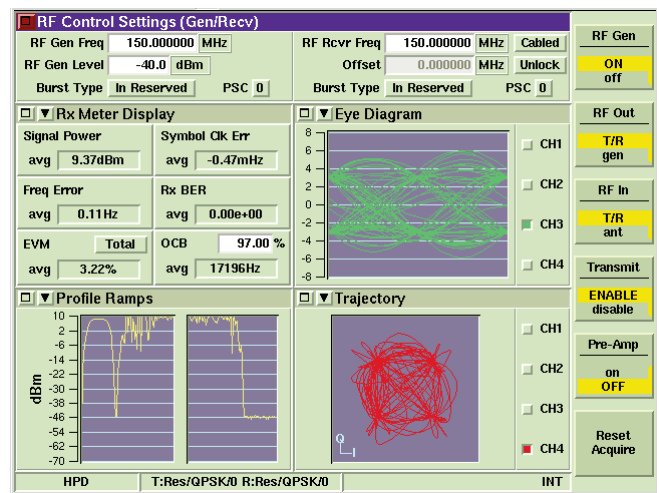 RF Control Settings (Gen/Recv)
RF Gen Freq 150.000000 MHz
RF Gen Level -40.0 dBm
Burst Type In Reserved PSC 0
RF Rcvr Freq 150.000000 MHz Cabled
Offset 0.000000 MHz Unlock
Burst Type In Reserved PSC 0
Rx Meter Display
Signal Power
avg 9.37dBm
Symbol Clk Err
avg -0.47mHz
Freq Error
avg 0.11Hz
Rx BER
avg 0.00e+00
EVM Total
avg 3.22%
OCB 97.00 %
avg 17196Hz
Eye Diagram
8
6
4
2
0
-2
-4
-6
-8
CH1
CH2
CH3
CH4
Profile Ramps
dBm
10
2
-6
-14
-22
-30
-38
-46
-54
-62
-70
Trajectory
Q
I
CH1
CH2
CH3
CH4
RF Gen
ON
off
RF Out
T/R
gen
RF In
T/R
ant
Transmit
ENABLE
disable
Pre-Amp
on
OFF
Reset
Acquire
HPD T:Res/QPSK/0 R:Res/QPSK/0 INT